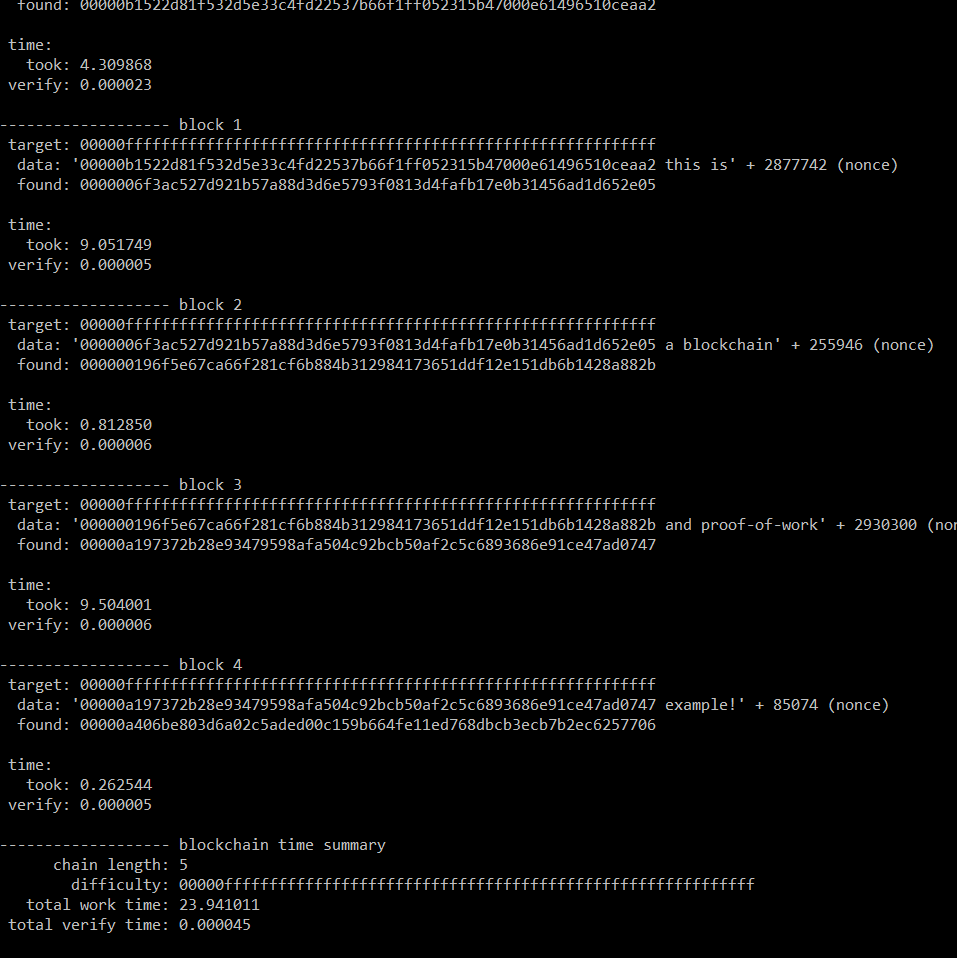 found: 00000b1522d81f532d5e33c4fd22537b66f1ff052315b47000e61496510ceaa2
time:
took: 4.309868
verify: 0.000023
------------------- block 1
target: 00000fffffffffffffffffffffffffffffffffffffffffffffffffffffffffff
data: '00000b1522d81f532d5e33c4fd22537b66f1ff052315b47000e61496510ceaa2 this is' + 2877742 (nonce)
found: 0000006f3ac527d921b57a88d3d6e5793f0813d4fafb17e0b31456ad1d652e05
time:
took: 9.051749
verify: 0.000005
------------------- block 2
target: 00000fffffffffffffffffffffffffffffffffffffffffffffffffffffffffff
data: '0000006f3ac527d921b57a88d3d6e5793f0813d4fafb17e0b31456ad1d652e05 a blockchain' + 255946 (nonce)
found: 000000196f5e67ca66f281cf6b884b312984173651ddf12e151db6b1428a882b
time:
took: 0.812850
verify: 0.000006
------------------- block 3
target: 00000fffffffffffffffffffffffffffffffffffffffffffffffffffffffffff
data: '000000196f5e67ca66f281cf6b884b312984173651ddf12e151db6b1428a882b and proof-of-work' + 2930300 (non
found: 00000a197372b28e93479598afa504c92bcb50af2c5c6893686e91ce47ad0747
time:
took: 9.504001
verify: 0.000006
------------------- block 4
target: 00000fffffffffffffffffffffffffffffffffffffffffffffffffffffffffff
data: '00000a197372b28e93479598afa504c92bcb50af2c5c6893686e91ce47ad0747 example!' + 85074 (nonce)
found: 00000a406be803d6a02c5aded00c159b664fe11ed768dbcb3ecb7b2ec6257706
time:
took: 0.262544
verify: 0.000005
------------------- blockchain time summary
chain length: 5
difficulty: 00000fffffffffffffffffffffffffffffffffffffffffffffffffffffffffff
total work time: 23.941011
total verify time: 0.000045